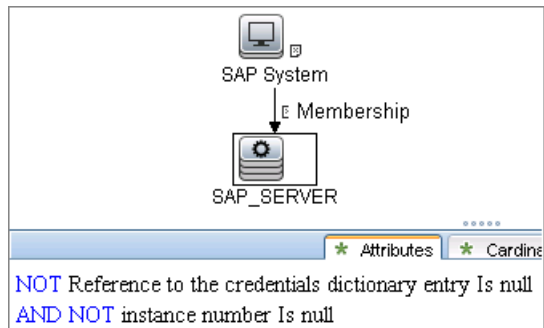 SAP System
Membership
SAP_SERVER
Attributes
Cardina
NOT Reference to the credentials dictionary entry Is null
AND NOT instance number Is null